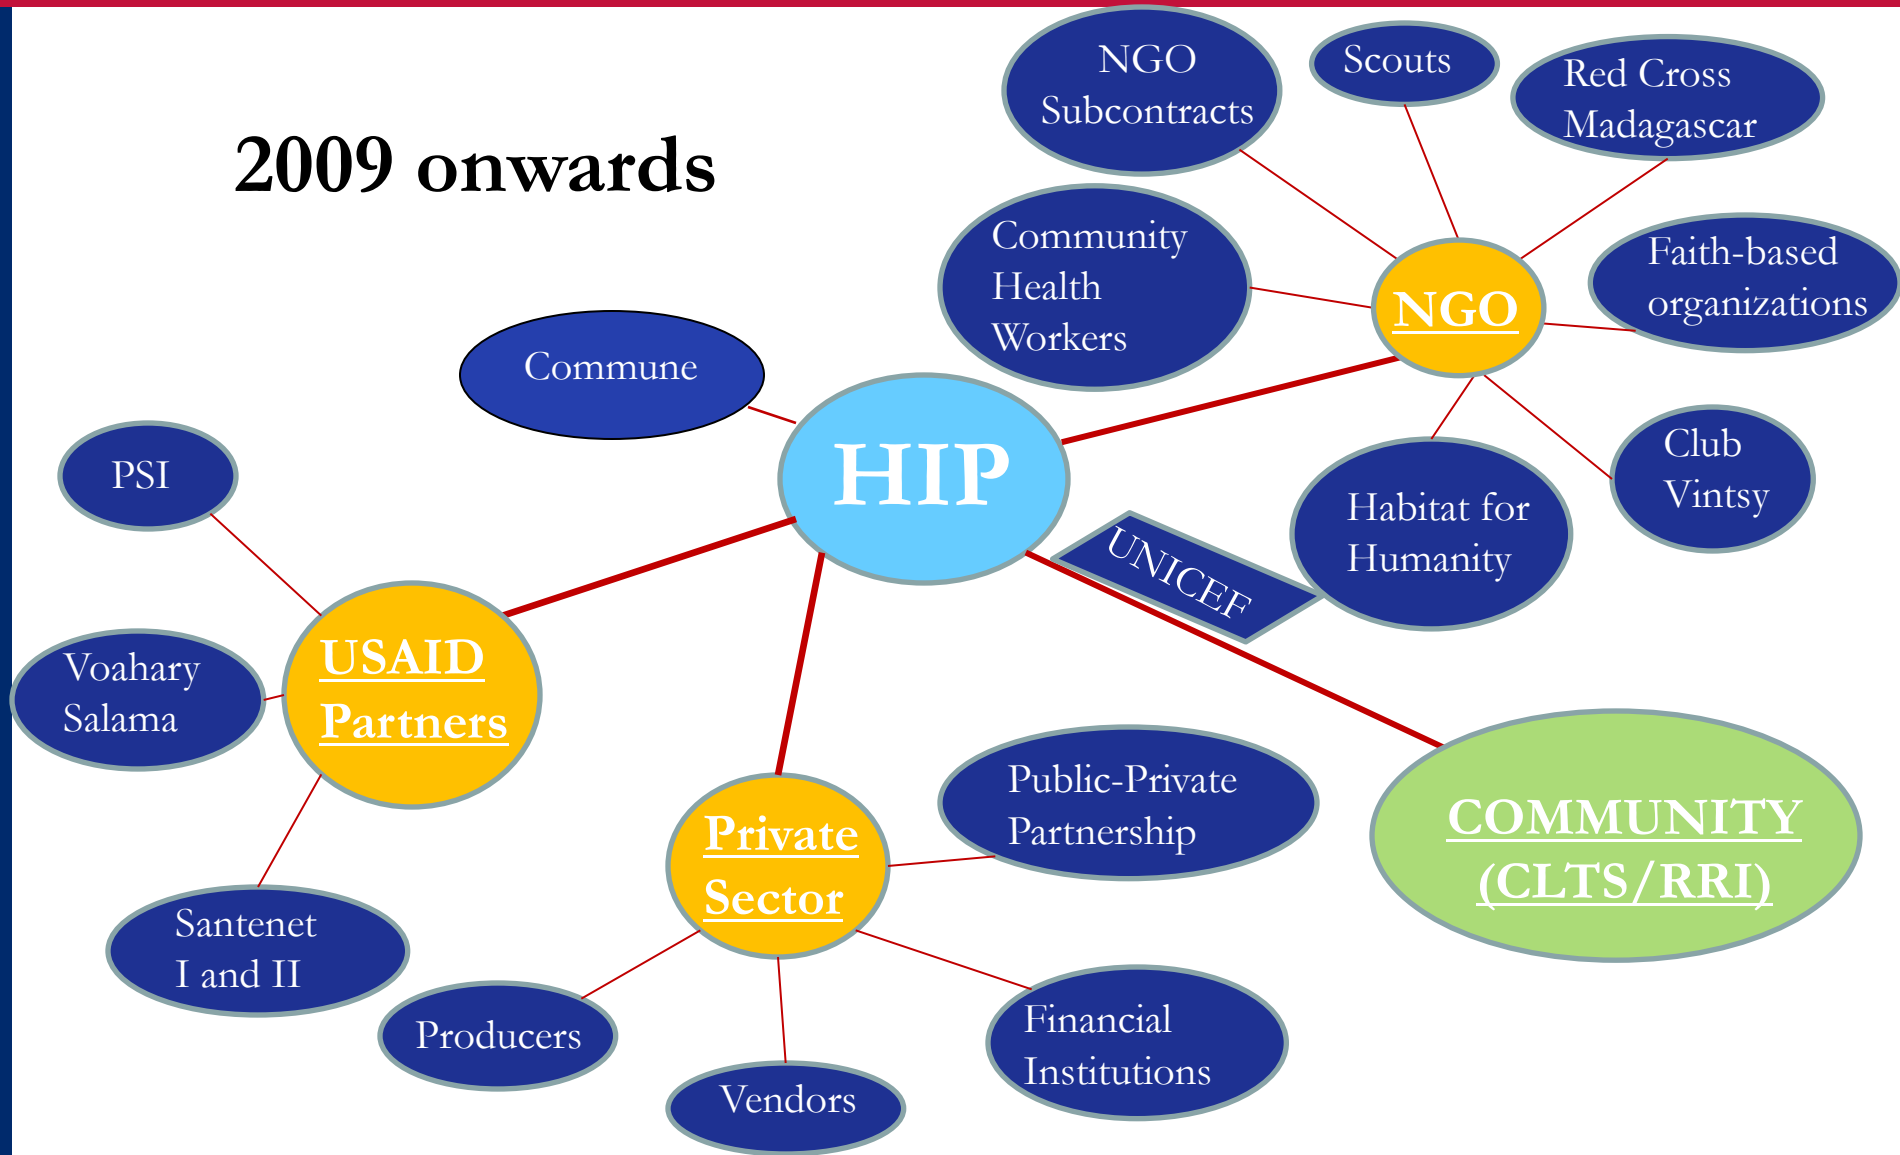 2009 onwards
NGO
Subcontracts
Scouts
Red Cross
Madagascar
Community
Health
Workers
NGO
Faith-based
organizations
Commune
HIP
Club
Vintsy
Habitat for
Humanity
UNICEF
PSI
USAID
Partners
Voahary
Salama
Santenet
I and II
Private
Sector
Public-Private
Partnership
COMMUNITY
(CLTS/RRI)
Producers
Vendors
Financial
Institutions